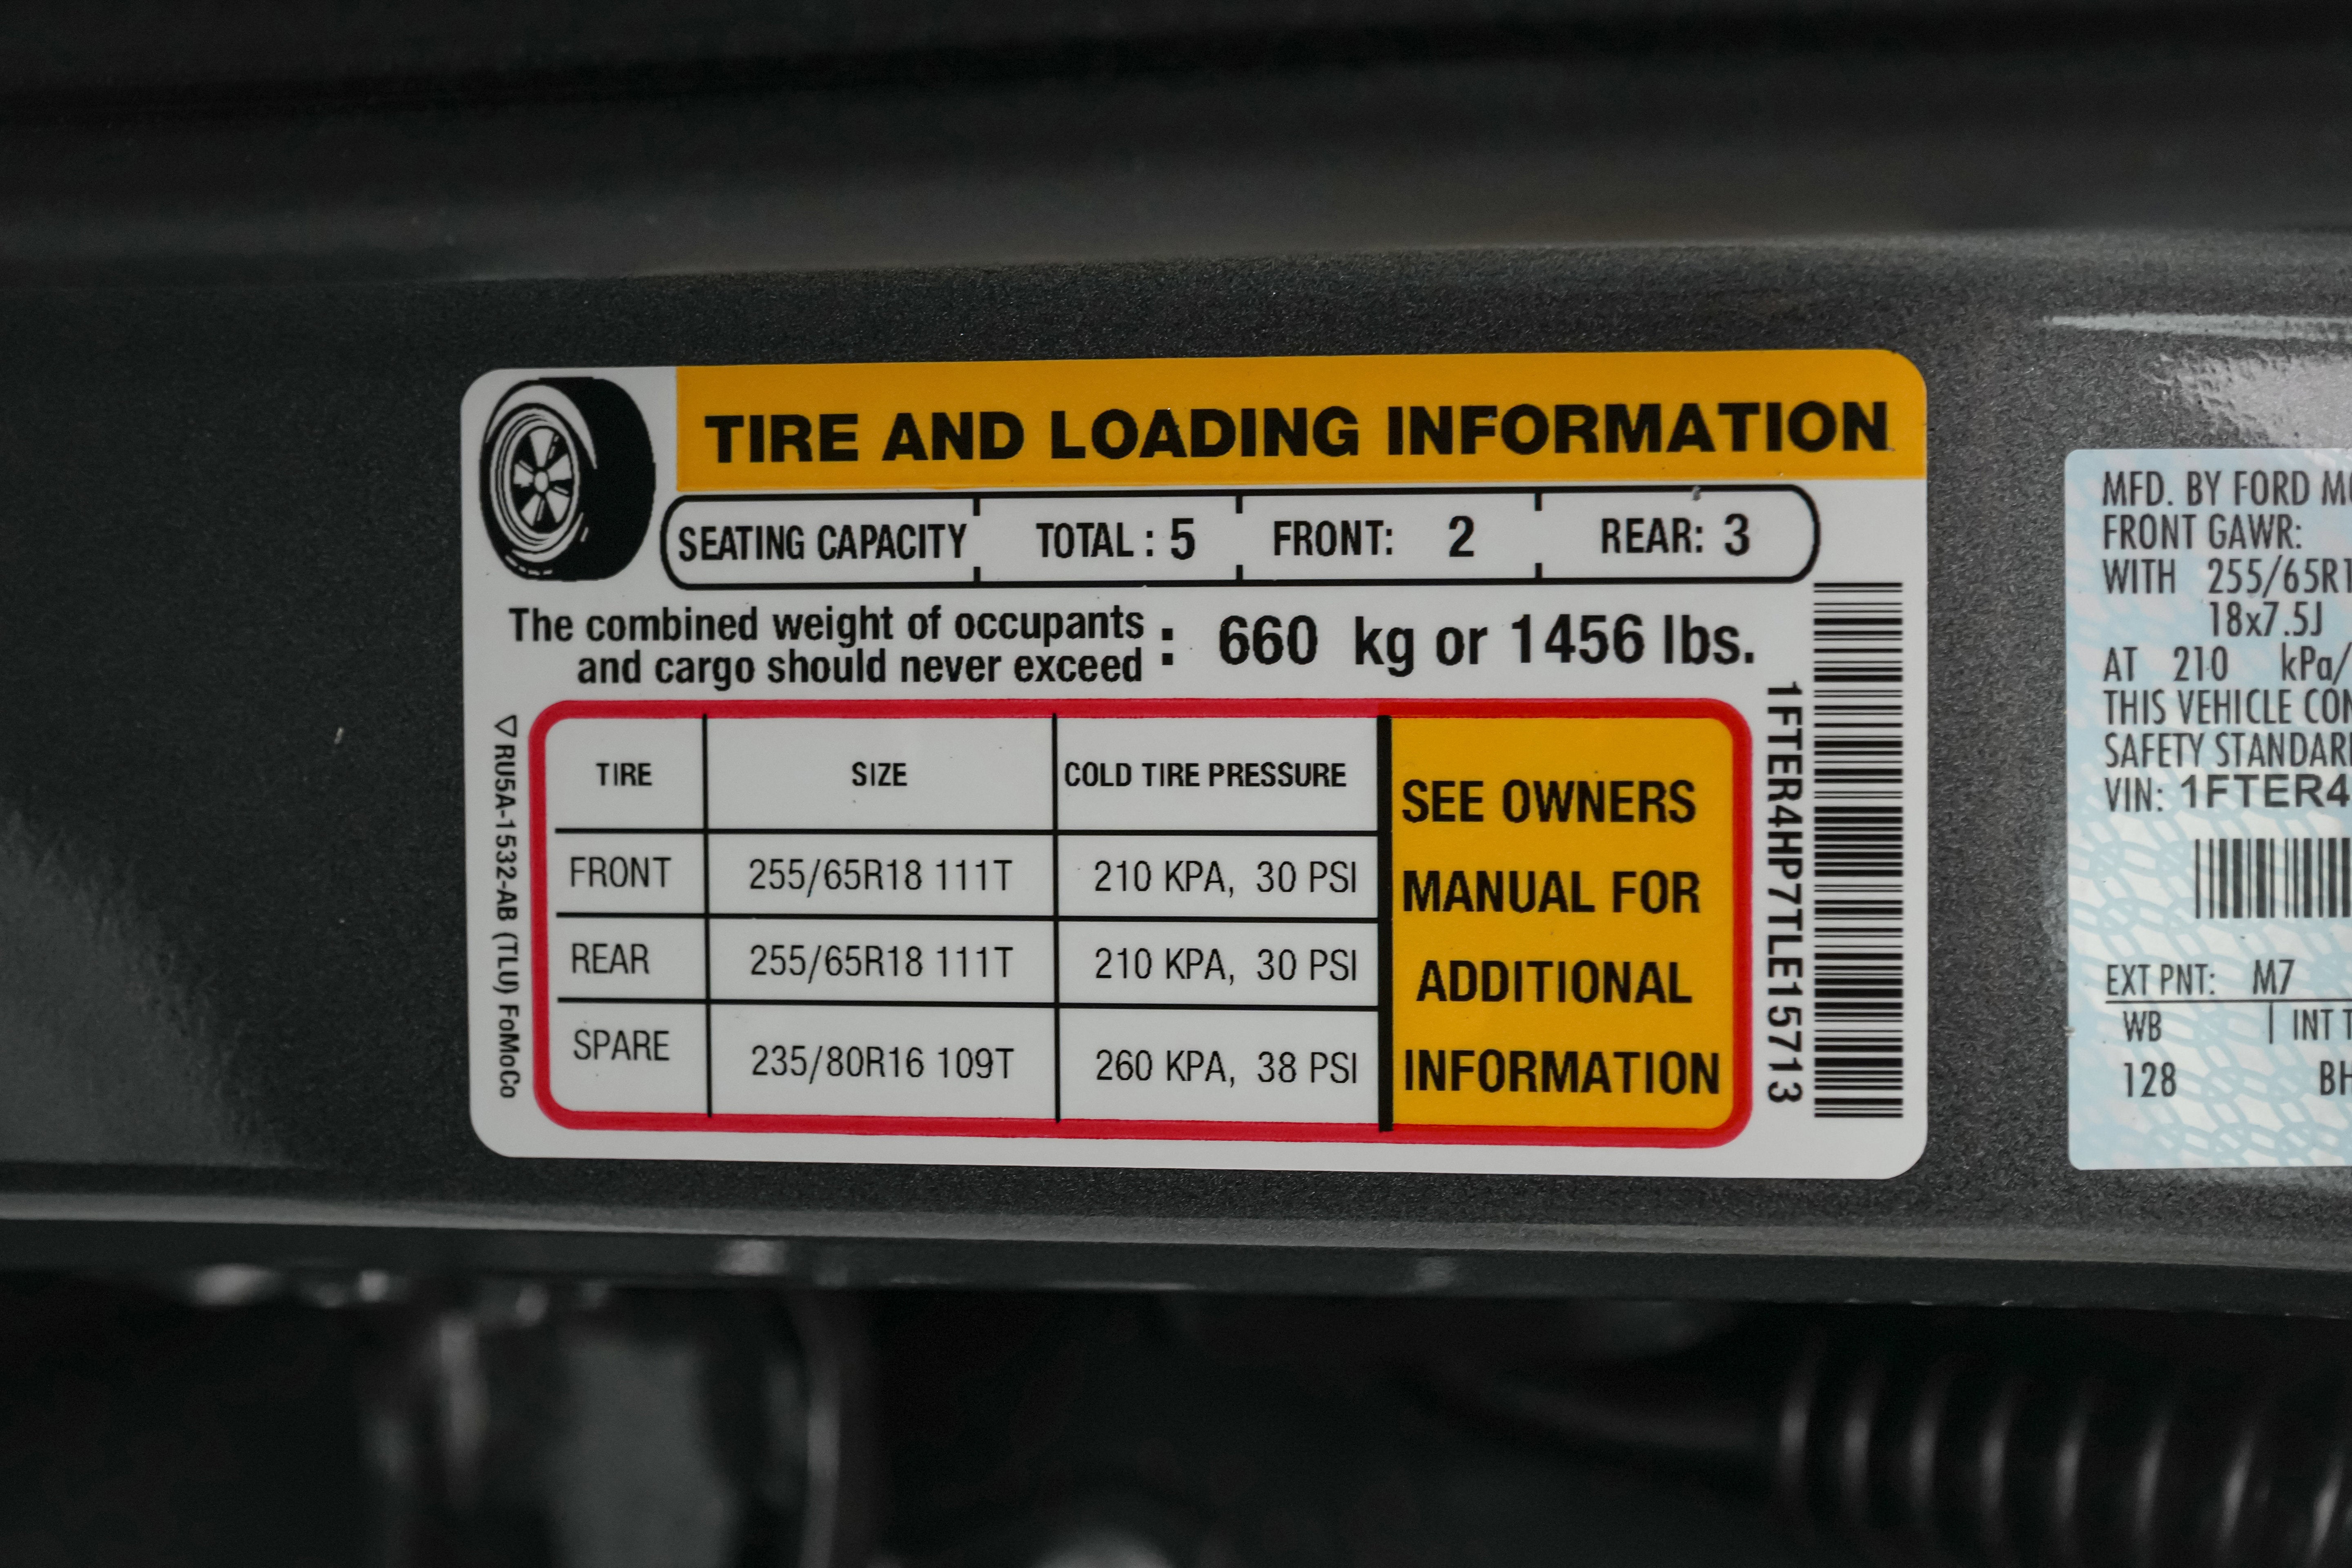 TIRE AND LOADING INFORMATION
SEATING CAPACITY TOTAL : 5 FRONT: 2 REAR: 3
The combined weight of occupants
and cargo should never exceed : 660 kg or 1456 lbs.
TIRE SIZE COLD TIRE PRESSURE
FRONT 255/65R18 111T 210 KPA, 30 PSI
REAR 255/65R18 111T 210 KPA, 30 PSI
SPARE 235/80R16 109T 260 KPA, 38 PSI
SEE OWNERS
MANUAL FOR
ADDITIONAL
INFORMATION
RU5A-1532-AB (TLU) FoMoCo
1FTER4HP7TLE15713
MFD. BY FORD
FRONT GAWR:
WITH 255/65R1
18x7.5J
AT 210 kPa/
THIS VEHICLE CON
SAFETY STANDAR
VIN: 1FTER4
EXT PNT: M7
WB INT T
128 BH